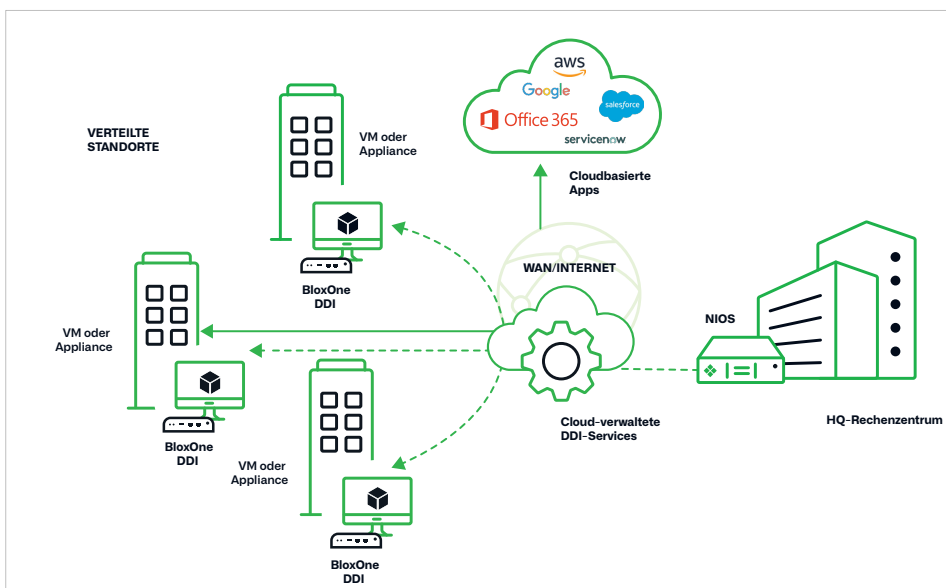 VERTEILTE
STANDORTE
VM oder
Appliance
BloxOne
DDI
VM oder
Appliance
BloxOne
DDI
VM oder
Appliance
BloxOne
DDI
aws
Google
salesforce
Office 365
servicenow
Cloudbasierte
Apps
WAN/INTERNET
Cloud-verwaltete
DDI-Services
NIOS
HQ-Rechenzentrum